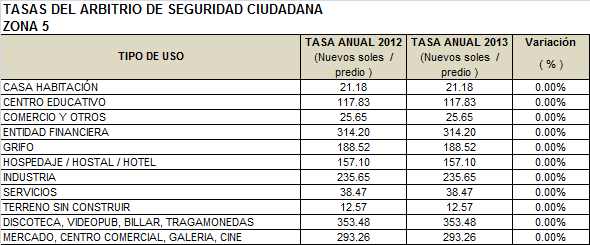 TASAS DEL ARBITRIO DE SEGURIDAD CIUDADANA
ZONA 5
TIPO DE USO TASA ANUAL 2012 (Nuevos soles / predio ) TASA ANUAL 2013 (Nuevos soles / predio ) Variación ( % )
CASA HABITACIÓN 21.18 21.18 0.00%
CENTRO EDUCATIVO 117.83 117.83 0.00%
COMERCIO Y OTROS 25.65 25.65 0.00%
ENTIDAD FINANCIERA 314.20 314.20 0.00%
GRIFO 188.52 188.52 0.00%
HOSPEDAJE / HOSTAL / HOTEL 157.10 157.10 0.00%
INDUSTRIA 235.65 235.65 0.00%
SERVICIOS 38.47 38.47 0.00%
TERRENO SIN CONSTRUIR 12.57 12.57 0.00%
DISCOTECA, VIDEOPUB, BILLAR, TRAGAMONEDAS 353.48 353.48 0.00%
MERCADO, CENTRO COMERCIAL, GALERIA, CINE 293.26 293.26 0.00%